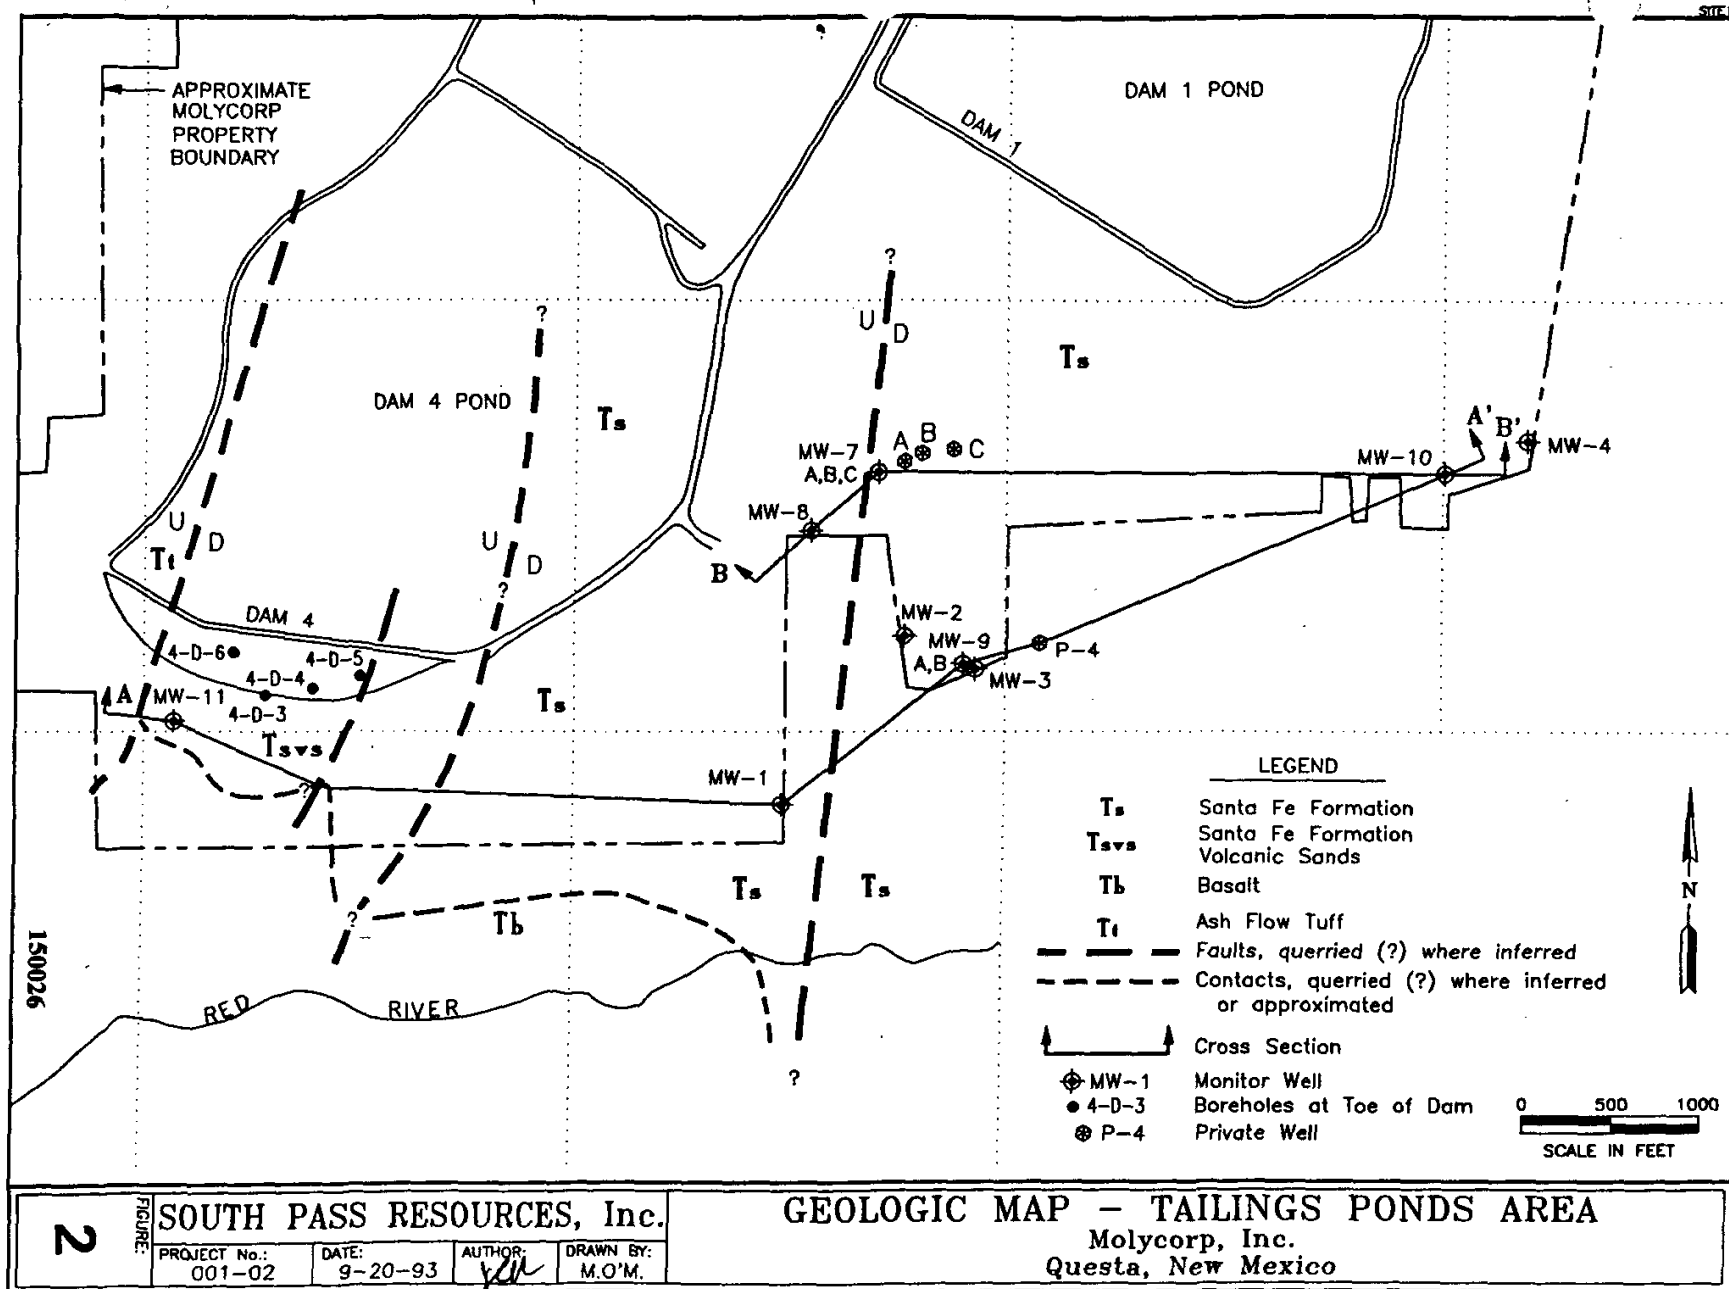 SITE
APPROXIMATE
MOLYCORP
PROPERTY
BOUNDARY
DAM 1 POND
DAM 1
?
?
U D
Ts
DAM 4 POND
Ts
A B C
MW-7
A,B,C
A'
B'
MW-10
MW-4
MW-8
U D
U D
Tt
?
B
DAM 4
MW-2
MW-9
A,B
P-4
MW-3
4-D-6
4-D-5
4-D-4
4-D-3
A
MW-11
Ts
Tsvs
?
MW-1
Ts
Ts
?
Tb
RED RIVER
?
150026
LEGEND
Ts Santa Fe Formation
Tsvs Santa Fe Formation
Volcanic Sands
Tb Basalt
Tt Ash Flow Tuff
Faults, querried (?) where inferred
Contacts, querried (?) where inferred
or approximated
Cross Section
MW-1 Monitor Well
4-D-3 Boreholes at Toe of Dam
P-4 Private Well
N
0 500 1000
SCALE IN FEET
FIGURE:
2
SOUTH PASS RESOURCES, Inc.
PROJECT No.:
001-02
DATE:
9-20-93
AUTHOR:
DRAWN BY:
M.O'M.
GEOLOGIC MAP - TAILINGS PONDS AREA
Molycorp, Inc.
Questa, New Mexico